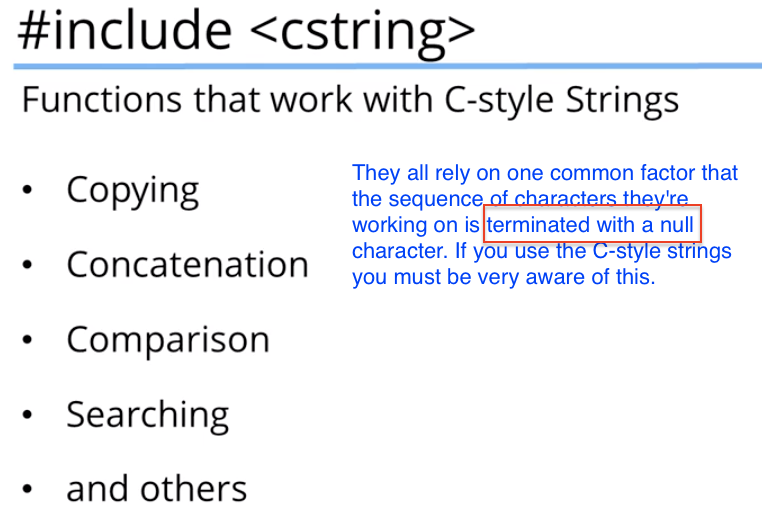 #include <cstring>
Functions that work with C-style Strings
• Copying
• Concatenation
• Comparison
• Searching
• and others
They all rely on one common factor that
the sequence of characters they're
working on is terminated with a null
character. If you use the C-style strings
you must be very aware of this.